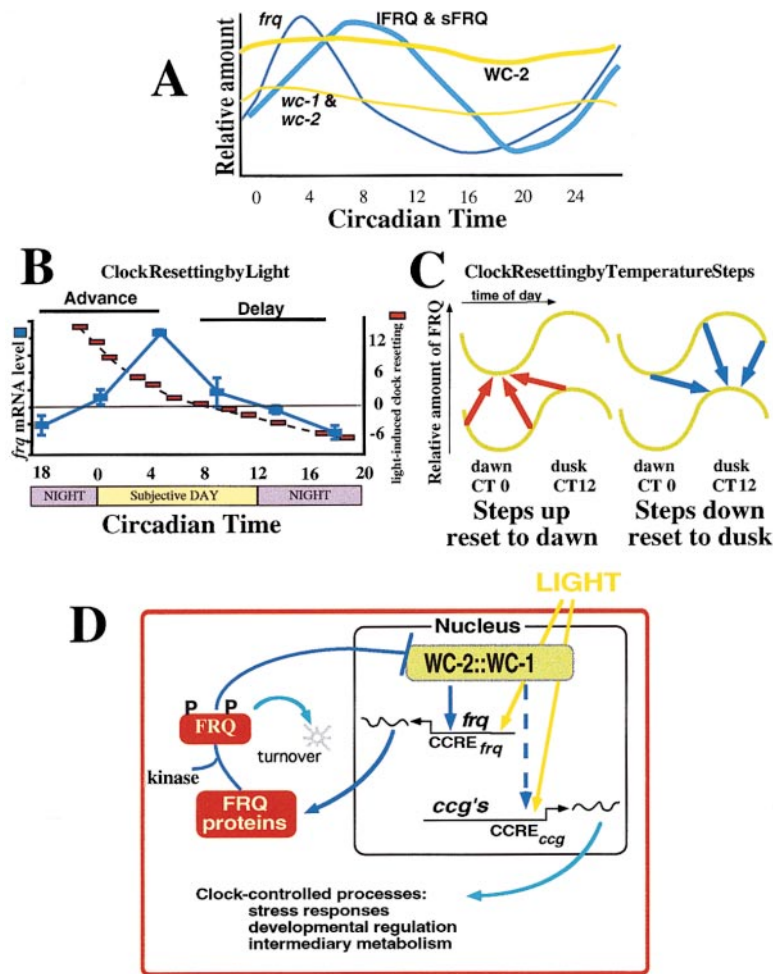 A
Relative amount
frq
lFRQ & sFRQ
WC-2
wc-1 &
wc-2
0 4 8 12 16 20 24
Circadian Time
B
ClockResettingbyLight
Advance
Delay
frq mRNA level
12
6
0
-6
light-induced clock resetting
18 0 4 8 12 16 20
NIGHT Subjective DAY NIGHT
Circadian Time
C
ClockResettingbyTemperatureSteps
time of day
Relative amount of FRQ
dawn dusk dawn dusk
CT 0 CT12 CT 0 CT12
Steps up Steps down
reset to dawn reset to dusk
D
LIGHT
Nucleus
WC-2::WC-1
P P
FRQ
turnover
frq
CCRE frq
kinase
FRQ
proteins
ccg's
CCRE ccg
Clock-controlled processes:
stress responses
developmental regulation
intermediary metabolism